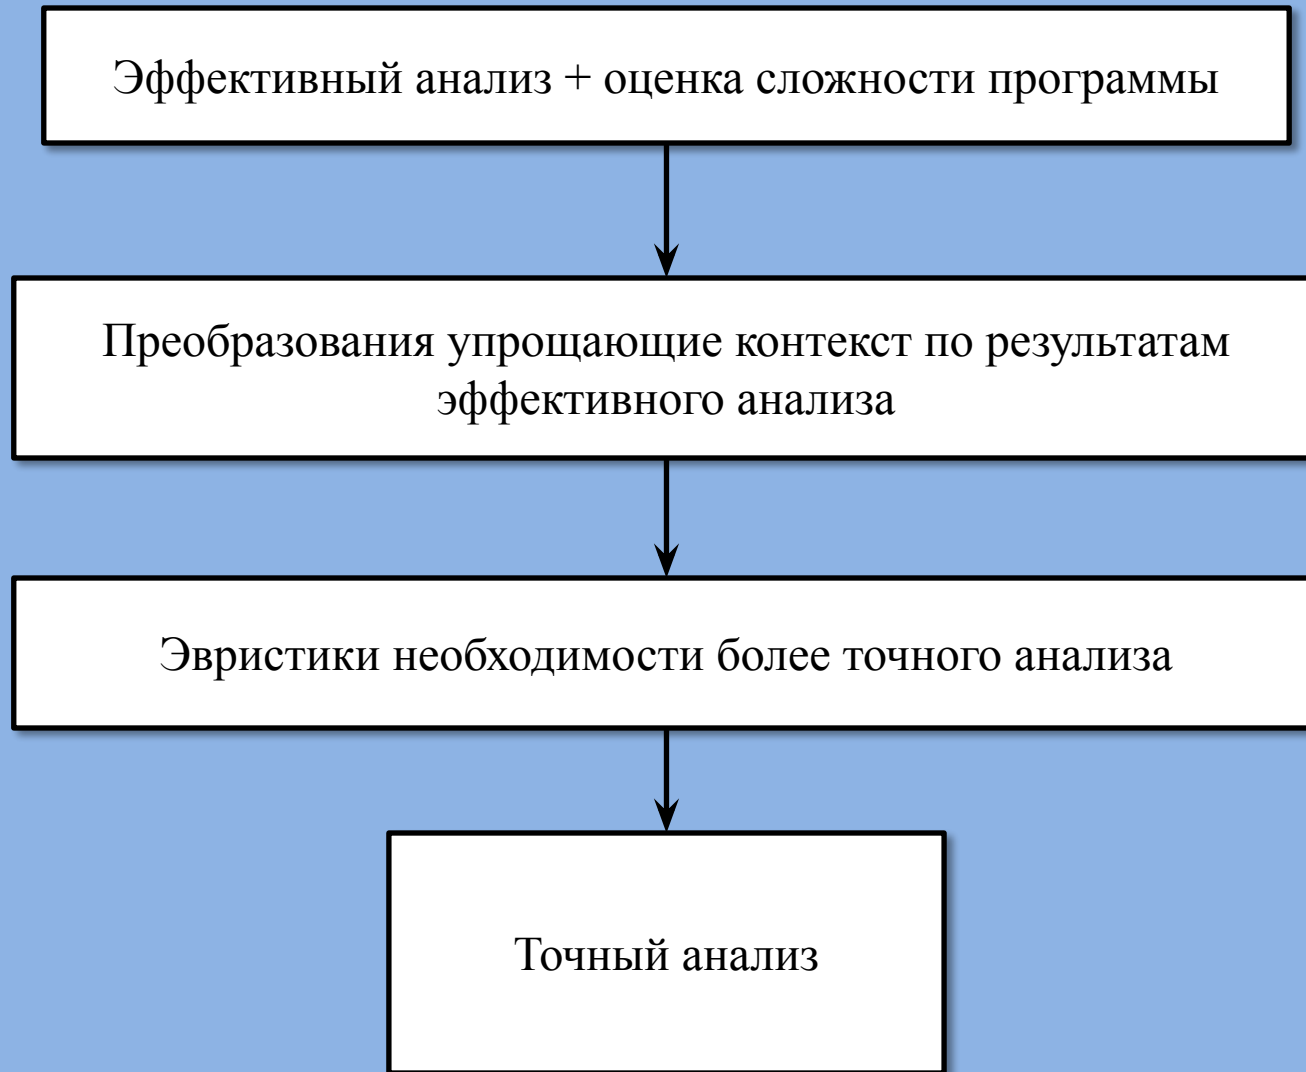 Эффективный анализ + оценка сложности программы
Преобразования упрощающие контекст по результатам
эффективного анализа
Эвристики необходимости более точного анализа
Точный анализ